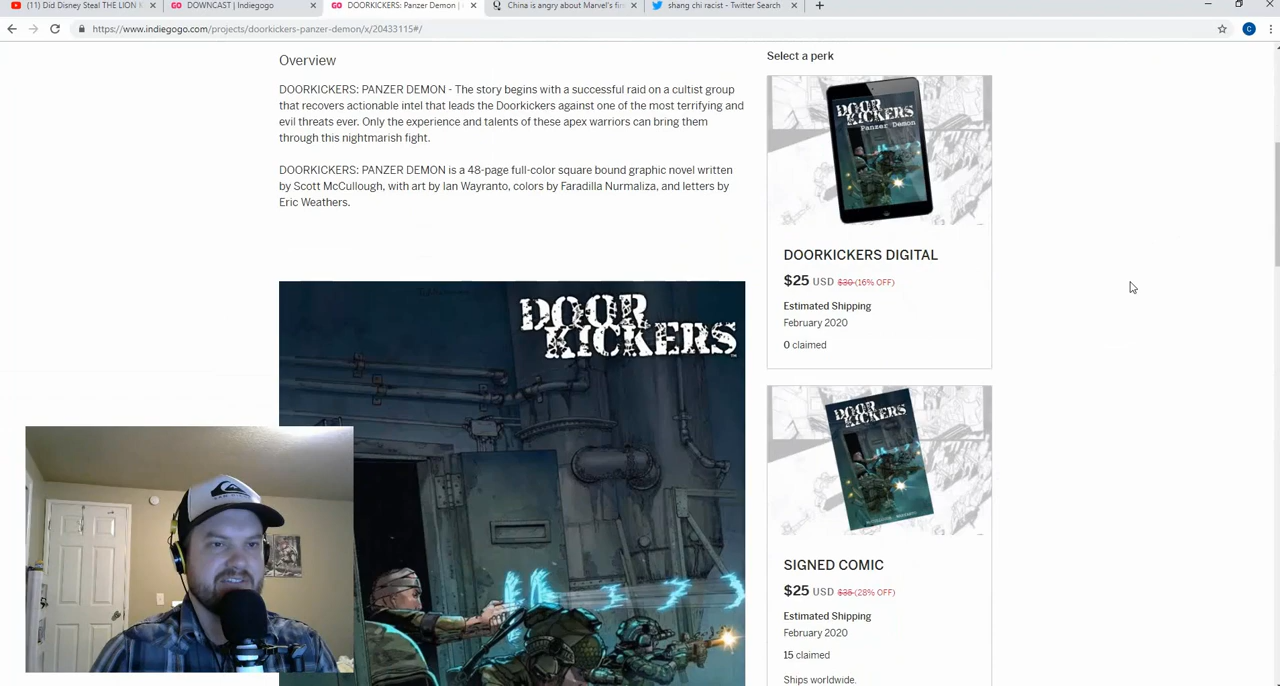 (11) Did Disney Steal THE LION
DOWNCAST | Indiegogo
DOORKICKERS: Panzer Demon |
China is angry about Marvel's fir
shang chi racist - Twitter Search
https://www.indiegogo.com/projects/doorkickers-panzer-demon/x/20433115#/
Overview
DOORKICKERS: PANZER DEMON - The story begins with a successful raid on a cultist group
that recovers actionable intel that leads the Doorkickers against one of the most terrifying and
evil threats ever. Only the experience and talents of these apex warriors can bring them
through this nightmarish fight.
DOORKICKERS: PANZER DEMON is a 48-page full-color square bound graphic novel written
by Scott McCullough, with art by Ian Wayranto, colors by Faradilla Nurmaliza, and letters by
Eric Weathers.
DOOR
KICKERS
Select a perk
DOOR
KICKERS
Panzer Demon
DOORKICKERS DIGITAL
$25 USD $30 (16% OFF)
Estimated Shipping
February 2020
0 claimed
DOOR
KICKERS
SIGNED COMIC
$25 USD $35 (28% OFF)
Estimated Shipping
February 2020
15 claimed
Ships worldwide.